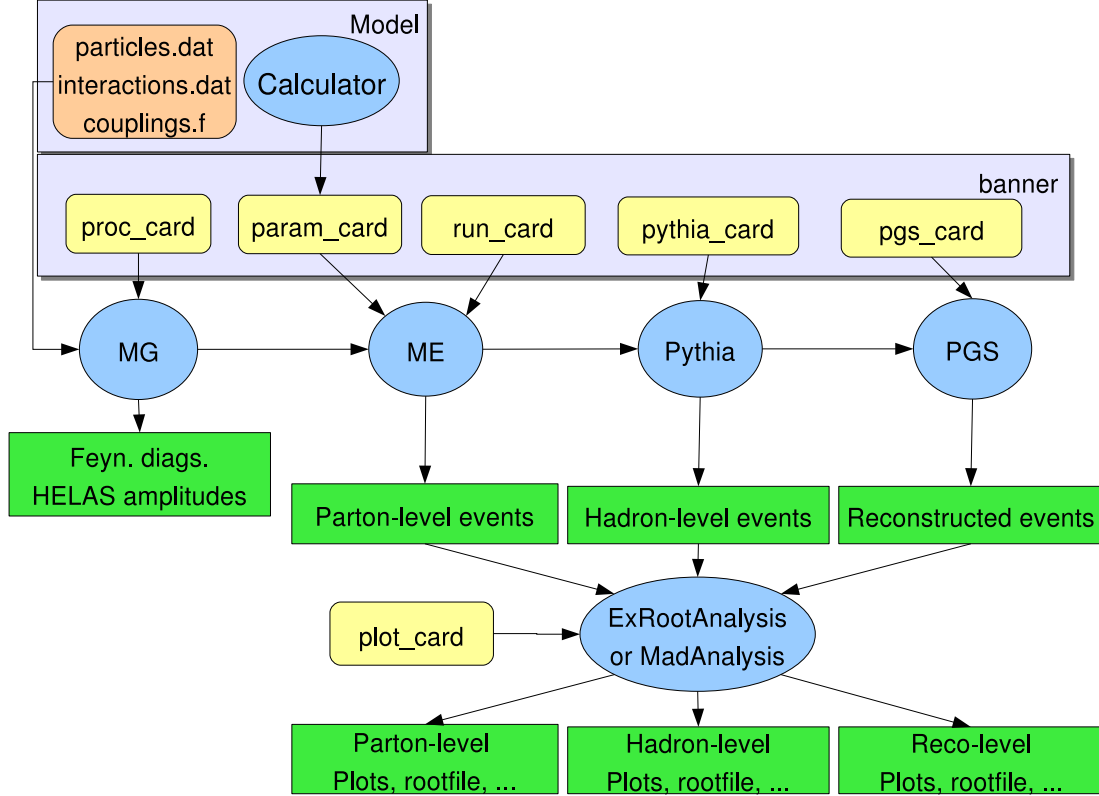 Model
particles.dat
interactions.dat
couplings.f
Calculator
banner
proc_card
param_card
run_card
pythia_card
pgs_card
MG
ME
Pythia
PGS
Feyn. diags.
HELAS amplitudes
Parton-level events
Hadron-level events
Reconstructed events
plot_card
ExRootAnalysis
or MadAnalysis
Parton-level
Plots, rootfile, ...
Hadron-level
Plots, rootfile, ...
Reco-level
Plots, rootfile, ...